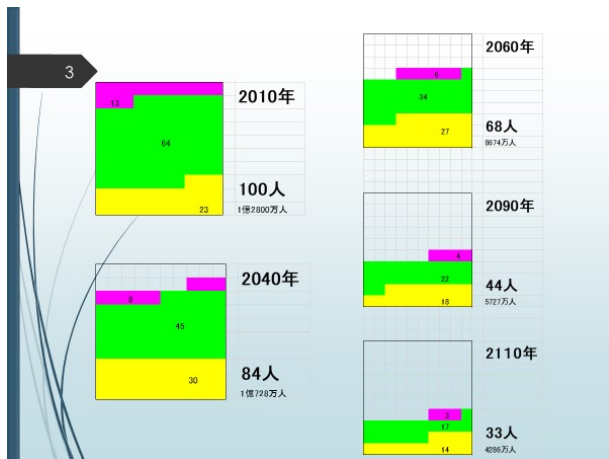 3
2010年
13
64
100人
23
1億2800万人
2040年
8
45
84人
30
1億728万人
2060年
6
34
68人
27
8674万人
2090年
4
22
44人
18
5727万人
2110年
3
17
33人
14
4286万人